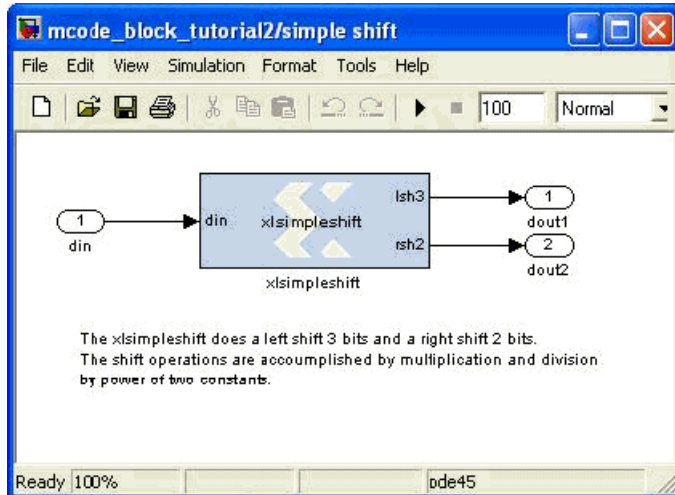 mcode_block_tutorial2/simple shift
File Edit View Simulation Format Tools Help
100 Normal
1
din
din
xlsimpleshift
lsh3
rsh2
xlsimpleshift
1
dout1
2
dout2
The xlsimpleshift does a left shift 3 bits and a right shift 2 bits.
The shift operations are accoumplished by multiplication and division
by power of two constants.
Ready 100% ode45